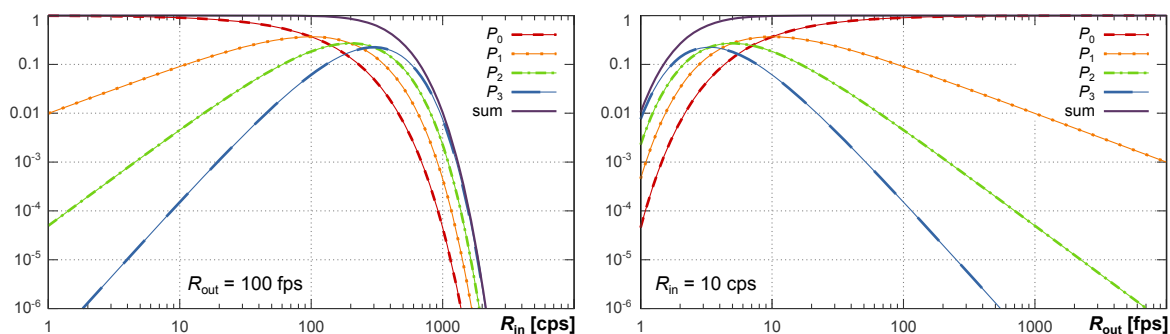 1
0.1
0.01
10-3
10-4
10-5
10-6
1
10
100
1000
Rin [cps]
P0
P1
P2
P3
sum
Rout = 100 fps
1
0.1
0.01
10-3
10-4
10-5
10-6
1
10
100
1000
Rout [fps]
P0
P1
P2
P3
sum
Rin = 10 cps